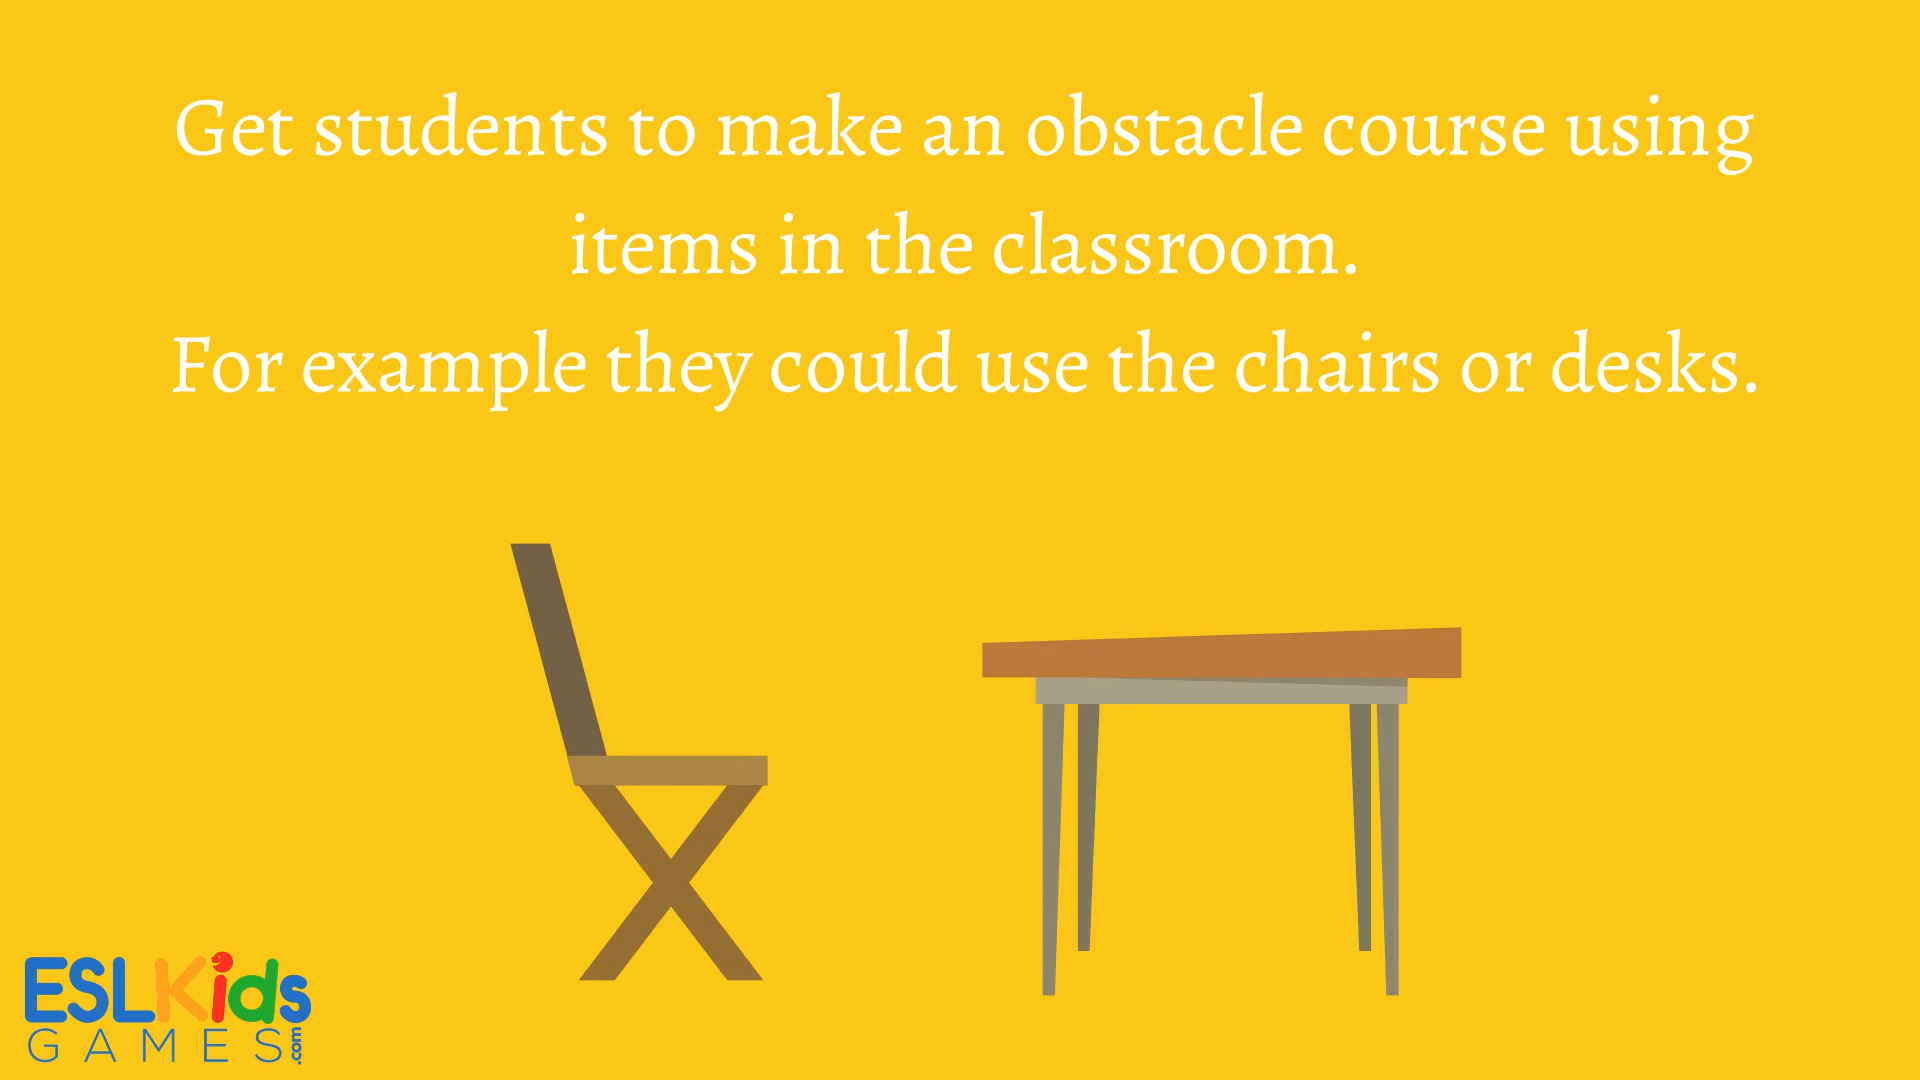 Get students to make an obstacle course using
items in the classroom.
For example they could use the chairs or desks.
ESLKids
GAMES.com